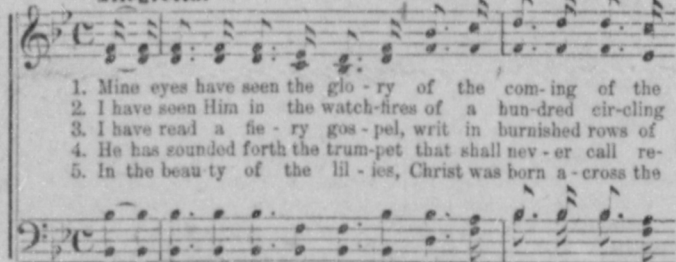 1. Mine eyes have seen the glo - ry of the com- ing of the
2. I have seen Him in the watch-fires of a hun-dred cir-cling
3. I have read a fie - ry gos - pel, writ in burnished rows of
4. He has sounded forth the trum-pet that shall nev - er call re-
5. In the beau-ty of the lil - ies, Christ was born a - cross the